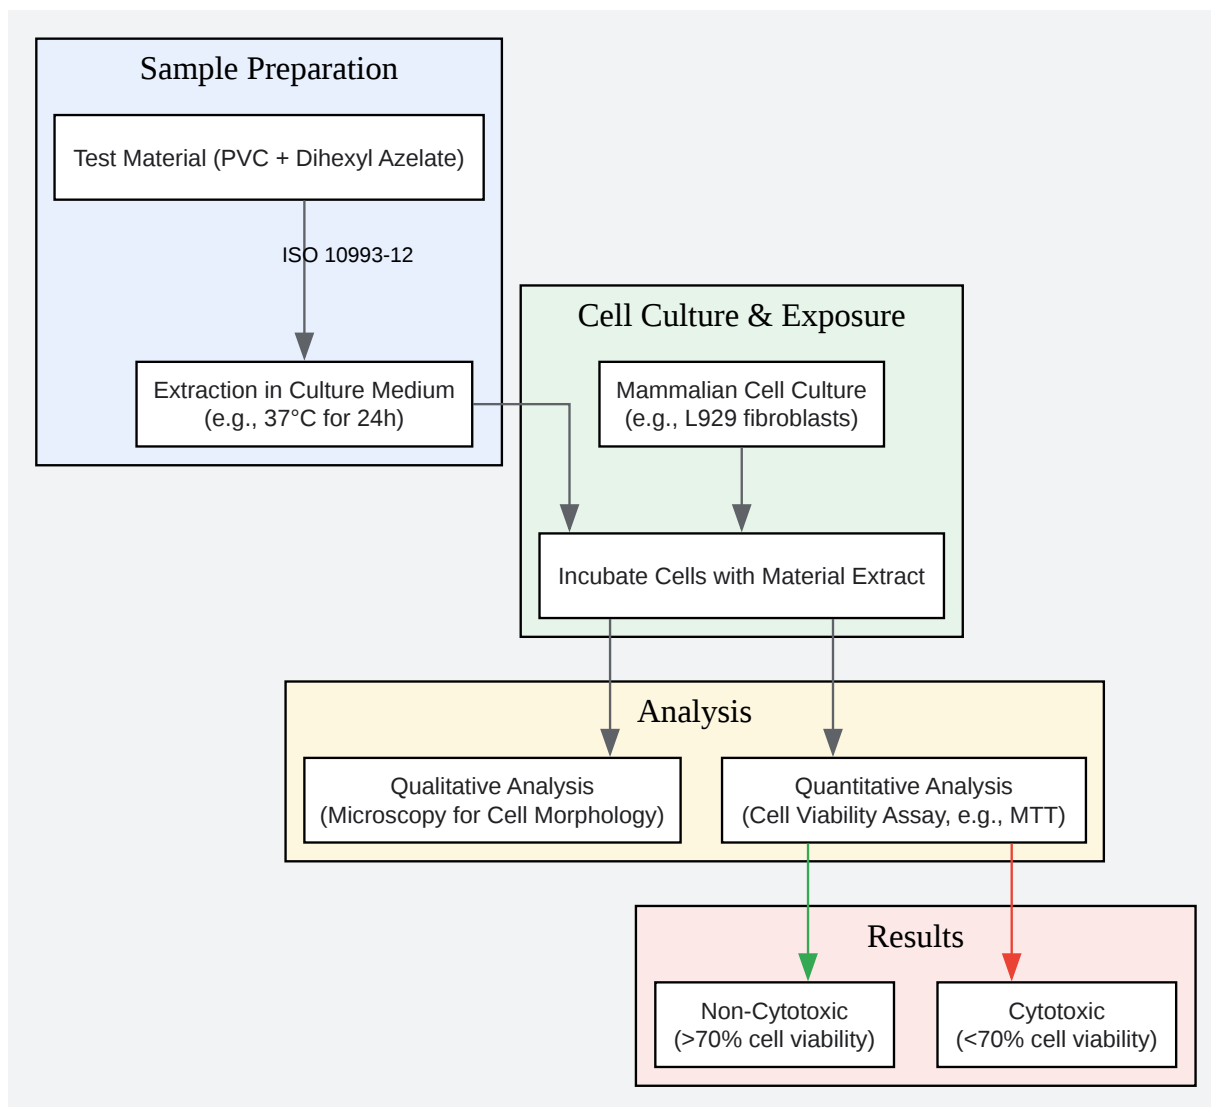 Sample Preparation
Test Material (PVC + Dihexyl Azelate)
ISO 10993-12
Extraction in Culture Medium
(e.g., 37°C for 24h)
Cell Culture & Exposure
Mammalian Cell Culture
(e.g., L929 fibroblasts)
Incubate Cells with Material Extract
Analysis
Qualitative Analysis
(Microscopy for Cell Morphology)
Quantitative Analysis
(Cell Viability Assay, e.g., MTT)
Results
Non-Cytotoxic
(>70% cell viability)
Cytotoxic
(<70% cell viability)